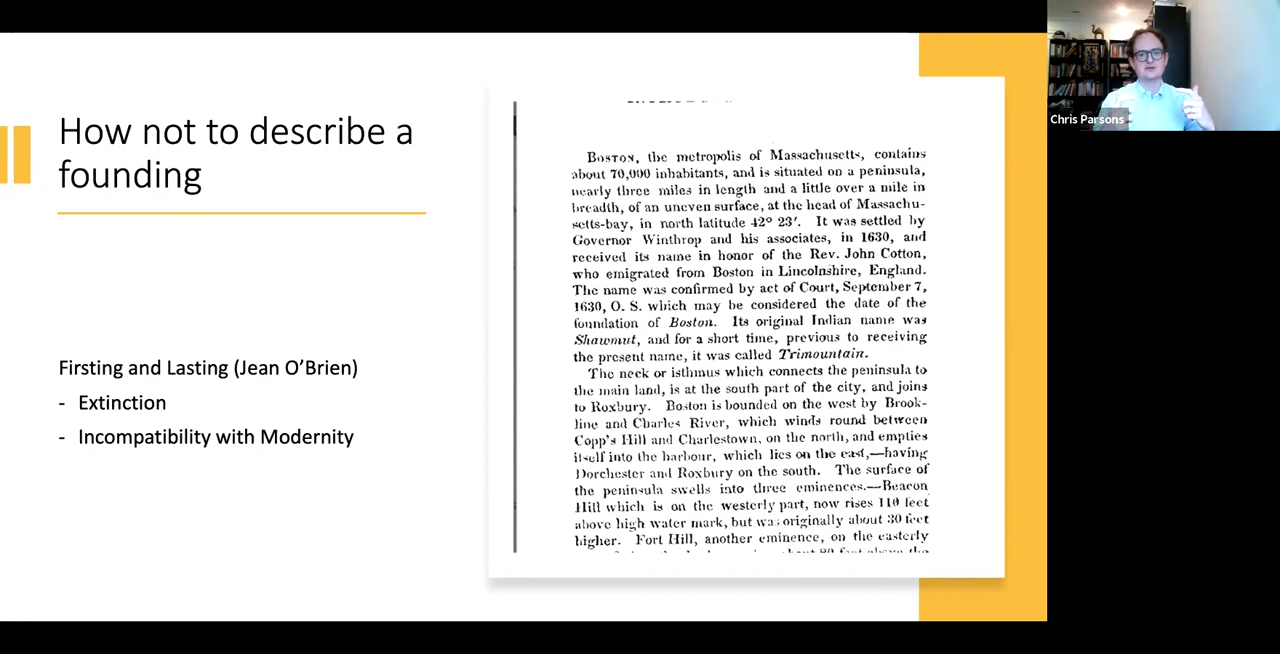 How not to describe a
founding
Firsting and Lasting (Jean O’Brien)
- Extinction
- Incompatibility with Modernity
BOSTON, the metropolis of Massachusetts, contains
about 70,000 inhabitants, and is situated on a peninsula,
nearly three miles in length and a little over a mile in
breadth, of an uneven surface, at the head of Massachu-
setts-bay, in north latitude 42° 23′. It was settled by
Governor Winthrop and his associates, in 1630, and
received its name in honor of the Rev. John Cotton,
who emigrated from Boston in Lincolnshire, England.
The name was confirmed by act of Court, September 7,
1630, O. S. which may be considered the date of the
foundation of Boston. Its original Indian name was
Shawmut, and for a short time, previous to receiving
the present name, it was called Trimountain.
The neck or isthmus which connects the peninsula to
the main land, is at the south part of the city, and joins
to Roxbury. Boston is bounded on the west by Brook-
line and Charles River, which winds round between
Copp's Hill and Charlestown, on the north, and empties
itself into the harbour, which lies on the east,—having
Dorchester and Roxbury on the south. The surface of
the peninsula swells into three eminences.—Beacon
Hill which is on the westerly part, now rises 110 feet
above high water mark, but was originally about 30 feet
higher. Fort Hill, another eminence, on the easterly
Chris Parsons